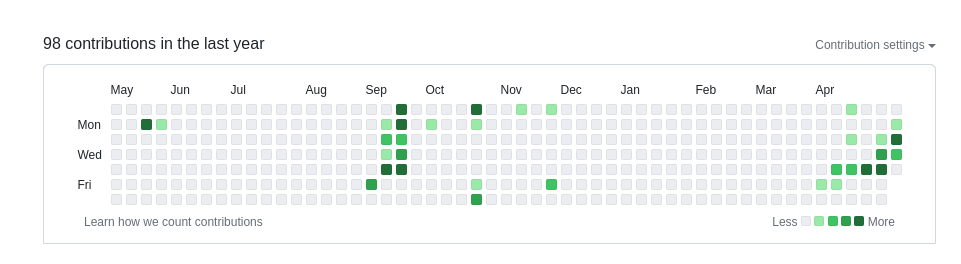 98 contributions in the last year
Contribution settings
May Jun Jul Aug Sep Oct Nov Dec Jan Feb Mar Apr
Mon
Wed
Fri
Learn how we count contributions
Less More